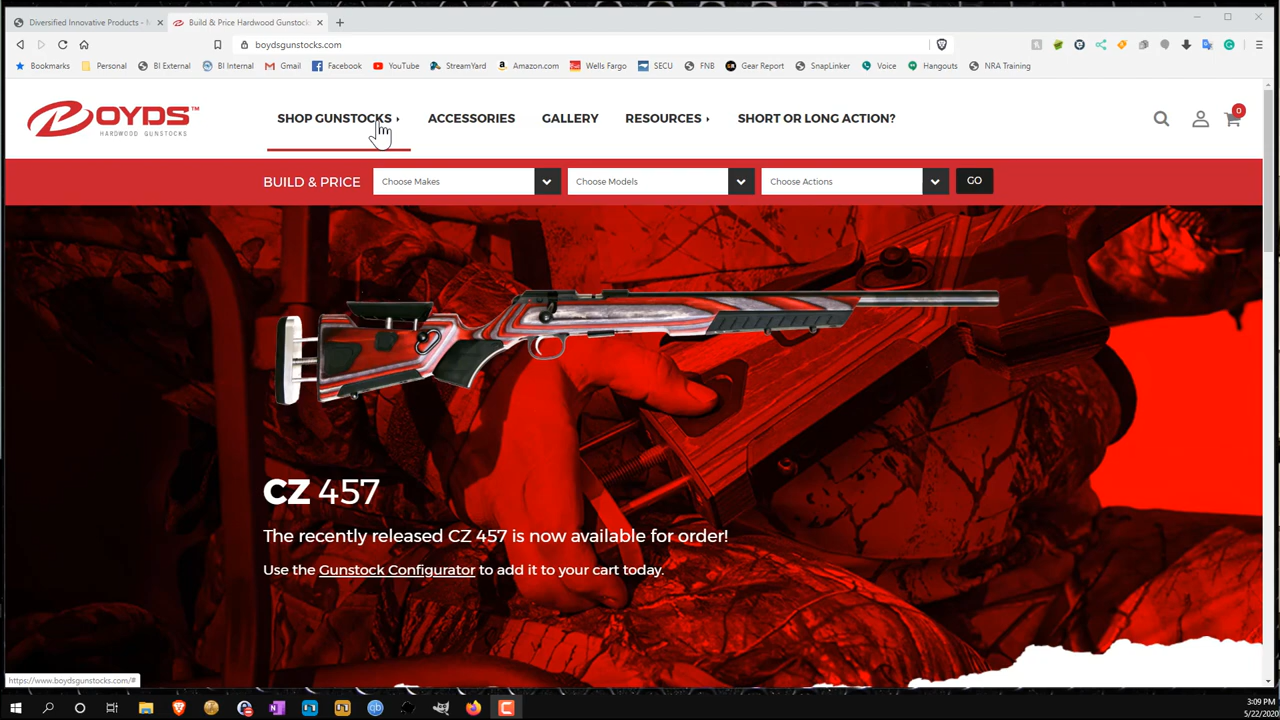 Diversified Innovative Products - M
Build & Price Hardwood Gunstocks
boydsgunstocks.com
Bookmarks Personal BI External BI Internal Gmail Facebook YouTube StreamYard Amazon.com Wells Fargo SECU FNB Gear Report SnapLinker Voice Hangouts NRA Training
BOYDS™
HARDWOOD GUNSTOCKS
SHOP GUNSTOCKS ACCESSORIES GALLERY RESOURCES SHORT OR LONG ACTION?
0
BUILD & PRICE Choose Makes Choose Models Choose Actions GO
CZ 457
The recently released CZ 457 is now available for order!
Use the Gunstock Configurator to add it to your cart today.
https://www.boydsgunstocks.com/#
3:09 PM
5/22/2020